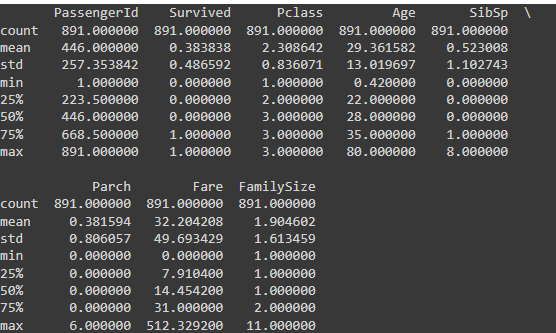 PassengerId    Survived      Pclass         Age       SibSp  \
count   891.000000  891.000000  891.000000  891.000000  891.000000
mean    446.000000    0.383838    2.308642   29.361582    0.523008
std     257.353842    0.486592    0.836071   13.019697    1.102743
min       1.000000    0.000000    1.000000    0.420000    0.000000
25%     223.500000    0.000000    2.000000   22.000000    0.000000
50%     446.000000    0.000000    3.000000   28.000000    0.000000
75%     668.500000    1.000000    3.000000   35.000000    1.000000
max     891.000000    1.000000    3.000000   80.000000    8.000000

            Parch        Fare  FamilySize
count  891.000000  891.000000  891.000000
mean     0.381594   32.204208    1.904602
std      0.806057   49.693429    1.613459
min      0.000000    0.000000    1.000000
25%      0.000000    7.910400    1.000000
50%      0.000000   14.454200    1.000000
75%      0.000000   31.000000    2.000000
max      6.000000  512.329200   11.000000